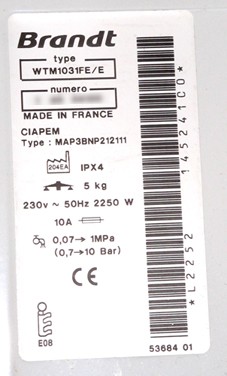 Brandt
type
WTM1031FE/E
numero
MADE IN FRANCE
CIAPEM
Type : MAP3BNP212111
204EA
IPX4
5 kg
230v ~ 50Hz 2250 W
10A
0,07→ 1MPa
(0,7→10 Bar)
CE
E08
145241CO*
*L2252
53684 01